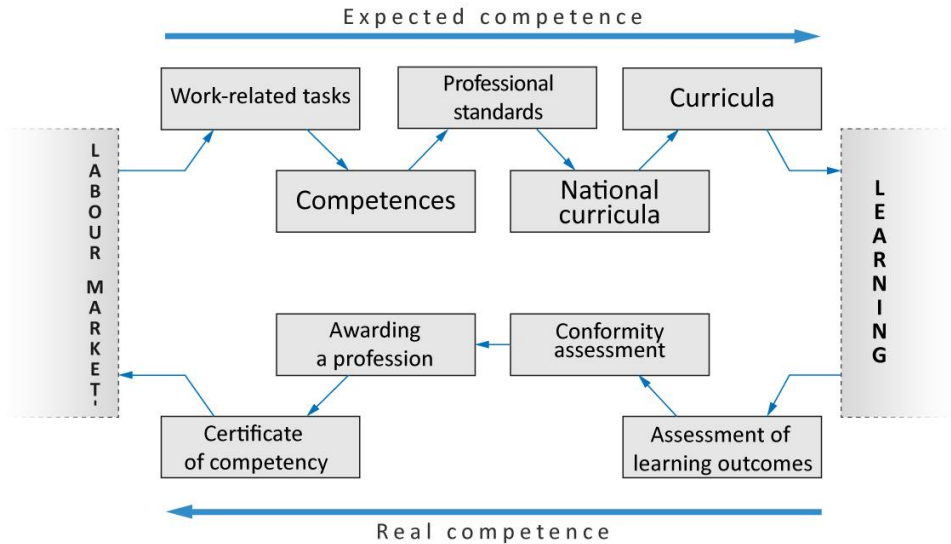 Expected competence
Work-related tasks
Professional
standards
Curricula
Competences
National
curricula
LABOUR MARKET'
LEARNING
Awarding
a profession
Conformity
assessment
Certificate
of competency
Assessment of
learning outcomes
Real competence